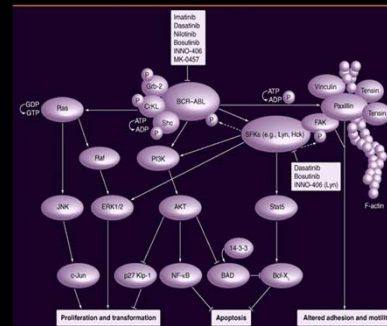 Imatinib
Dasatinib
Nilotinib
Bosutinib
INNO-406
MK-0457
P
Grb-2
P
CrkL
BCR-ABL
Shc
P
ATP
ADP
P
GDP
GTP
Ras
ATP
ADP
P
Vinculin
Tensin
Paxillin
Tensin
FAK
P
SFKs (e.g., Lyn, Hck)
Raf
PI3K
Dasatinib
Bosutinib
INNO-406 (Lyn)
F-actin
JNK
ERK1/2
AKT
Stat5
14-3-3
c-Jun
p27 Kip-1
NF-κB
BAD
Bcl-XL
Proliferation and transformation
Apoptosis
Altered adhesion and motili